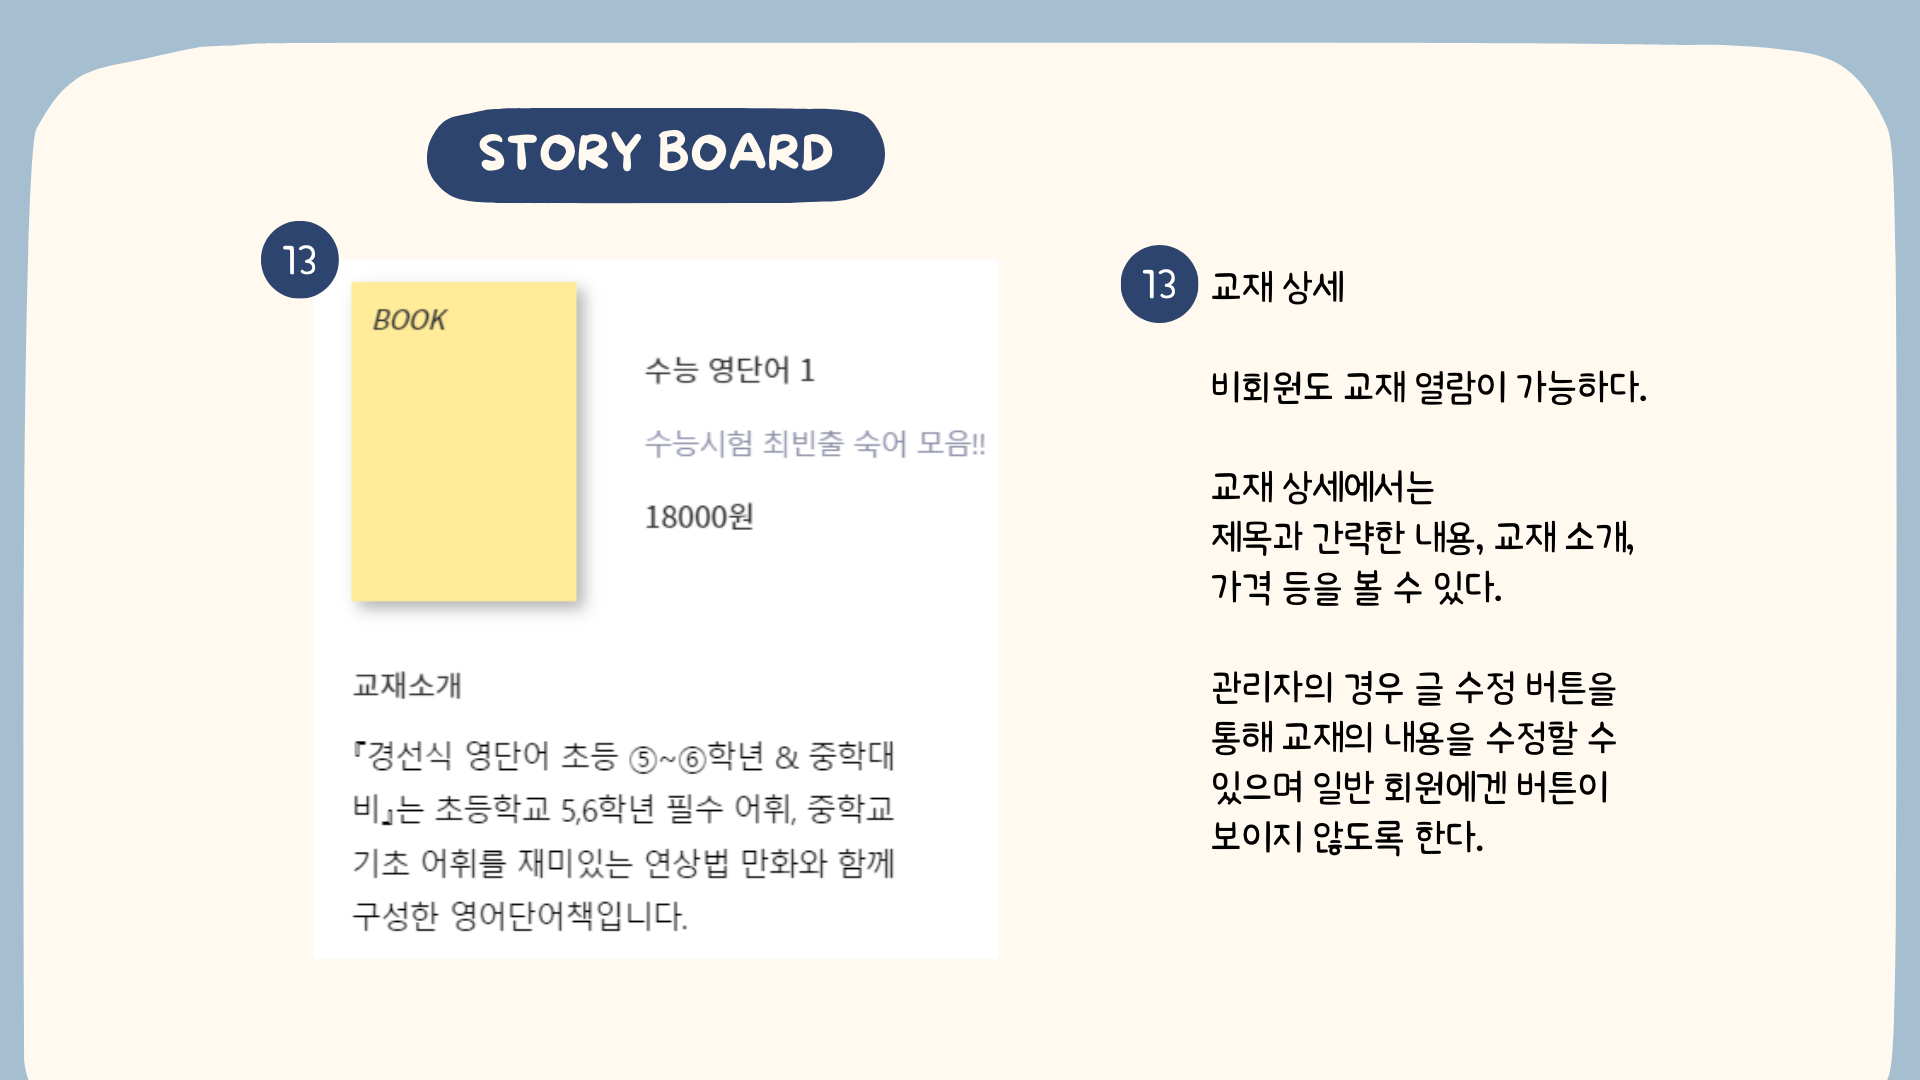 STORY BOARD
13
BOOK
수능 영단어 1
수능시험 최빈출 숙어 모음!!
18000원
교재소개
『경선식 영단어 초등 ⑤~⑥학년 & 중학대
비』는 초등학교 5,6학년 필수 어휘, 중학교
기초 어휘를 재미있는 연상법 만화와 함께
구성한 영어단어책입니다.
13 교재 상세
비회원도 교재 열람이 가능하다.
교재 상세에서는
제목과 간략한 내용, 교재 소개,
가격 등을 볼 수 있다.
관리자의 경우 글 수정 버튼을
통해 교재의 내용을 수정할 수
있으며 일반 회원에겐 버튼이
보이지 않도록 한다.